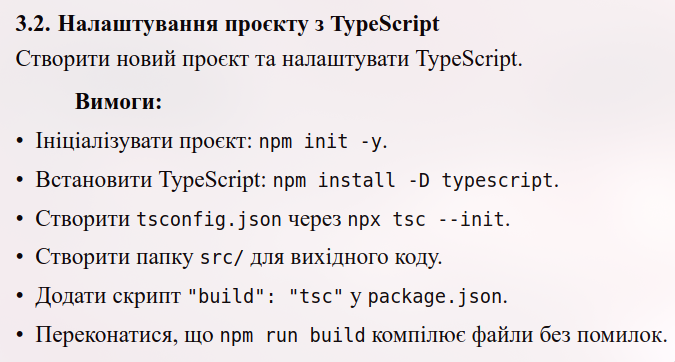 3.2. Налаштування проєкту з TypeScript
Створити новий проєкт та налаштувати TypeScript.
Вимоги:
• Ініціалізувати проєкт: npm init -y.
• Встановити TypeScript: npm install -D typescript.
• Створити tsconfig.json через npx tsc --init.
• Створити папку src/ для вихідного коду.
• Додати скрипт "build": "tsc" у package.json.
• Переконатися, що npm run build компілює файли без помилок.